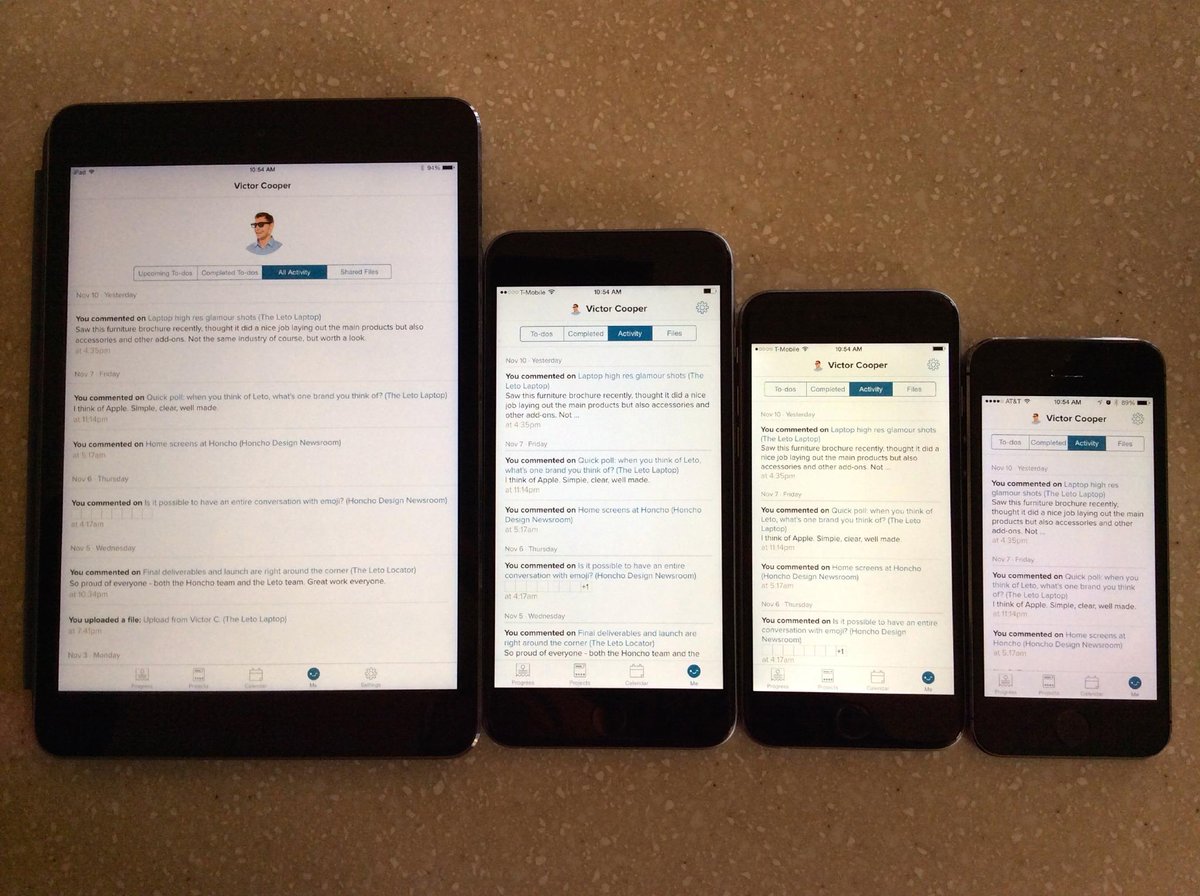 iPad
10:54 AM
94%
Victor Cooper
Upcoming To-dos
Completed To-dos
All Activity
Shared Files
Nov 10 · Yesterday
You commented on Laptop high res glamour shots (The Leto Laptop)
Saw this furniture brochure recently, thought it did a nice job laying out the main products but also
accessories and other add-ons. Not the same industry of course, but worth a look.
at 4:35pm
Nov 7 · Friday
You commented on Quick poll: when you think of Leto, what's one brand you think of? (The Leto Laptop)
I think of Apple. Simple, clear, well made.
at 11:14pm
You commented on Home screens at Honcho (Honcho Design Newsroom)
at 5:17am
Nov 6 · Thursday
You commented on Is it possible to have an entire conversation with emoji? (Honcho Design Newsroom)
at 4:17am
Nov 5 · Wednesday
You commented on Final deliverables and launch are right around the corner (The Leto Locator)
So proud of everyone - both the Honcho team and the Leto team. Great work everyone.
at 10:34pm
You uploaded a file: Upload from Victor C. (The Leto Laptop)
at 7:41pm
Nov 3 · Monday
Progress
Projects
Calendar
Me
Settings
T-Mobile
10:54 AM
Victor Cooper
To-dos
Completed
Activity
Files
Nov 10 · Yesterday
You commented on Laptop high res glamour shots (The
Leto Laptop)
Saw this furniture brochure recently, thought it did a nice
job laying out the main products but also accessories and
other add-ons. Not ...
at 4:35pm
Nov 7 · Friday
You commented on Quick poll: when you think of Leto,
what's one brand you think of? (The Leto Laptop)
I think of Apple. Simple, clear, well made.
at 11:14pm
You commented on Home screens at Honcho (Honcho
Design Newsroom)
at 5:17am
Nov 6 · Thursday
You commented on Is it possible to have an entire
conversation with emoji? (Honcho Design Newsroom)
+1
at 4:17am
Nov 5 · Wednesday
You commented on Final deliverables and launch are
right around the corner (The Leto Locator)
So proud of everyone - both the Honcho team and the
Progress
Projects
Calendar
Me
T-Mobile
10:54 AM
Victor Cooper
To-dos
Completed
Activity
Files
Nov 10 · Yesterday
You commented on Laptop high res glamour shots
(The Leto Laptop)
Saw this furniture brochure recently, thought it did a
nice job laying out the main products but also
accessories and other add-ons. Not ...
at 4:35pm
Nov 7 · Friday
You commented on Quick poll: when you think of
Leto, what's one brand you think of? (The Leto
Laptop)
I think of Apple. Simple, clear, well made.
at 11:14pm
You commented on Home screens at Honcho
(Honcho Design Newsroom)
at 5:17am
Nov 6 · Thursday
You commented on Is it possible to have an entire
conversation with emoji? (Honcho Design
Newsroom)
+1
at 4:17am
Progress
Projects
Calendar
Me
AT&T
10:54 AM
89%
Victor Cooper
To-dos
Completed
Activity
Files
Nov 10 · Yesterday
You commented on Laptop high res
glamour shots (The Leto Laptop)
Saw this furniture brochure recently,
thought it did a nice job laying out the main
products but also accessories and other
add-ons. Not ...
at 4:35pm
Nov 7 · Friday
You commented on Quick poll: when you
think of Leto, what's one brand you think
of? (The Leto Laptop)
I think of Apple. Simple, clear, well made.
at 11:14pm
You commented on Home screens at
Honcho (Honcho Design Newsroom)
at 5:17am
Progress
Projects
Calendar
Me